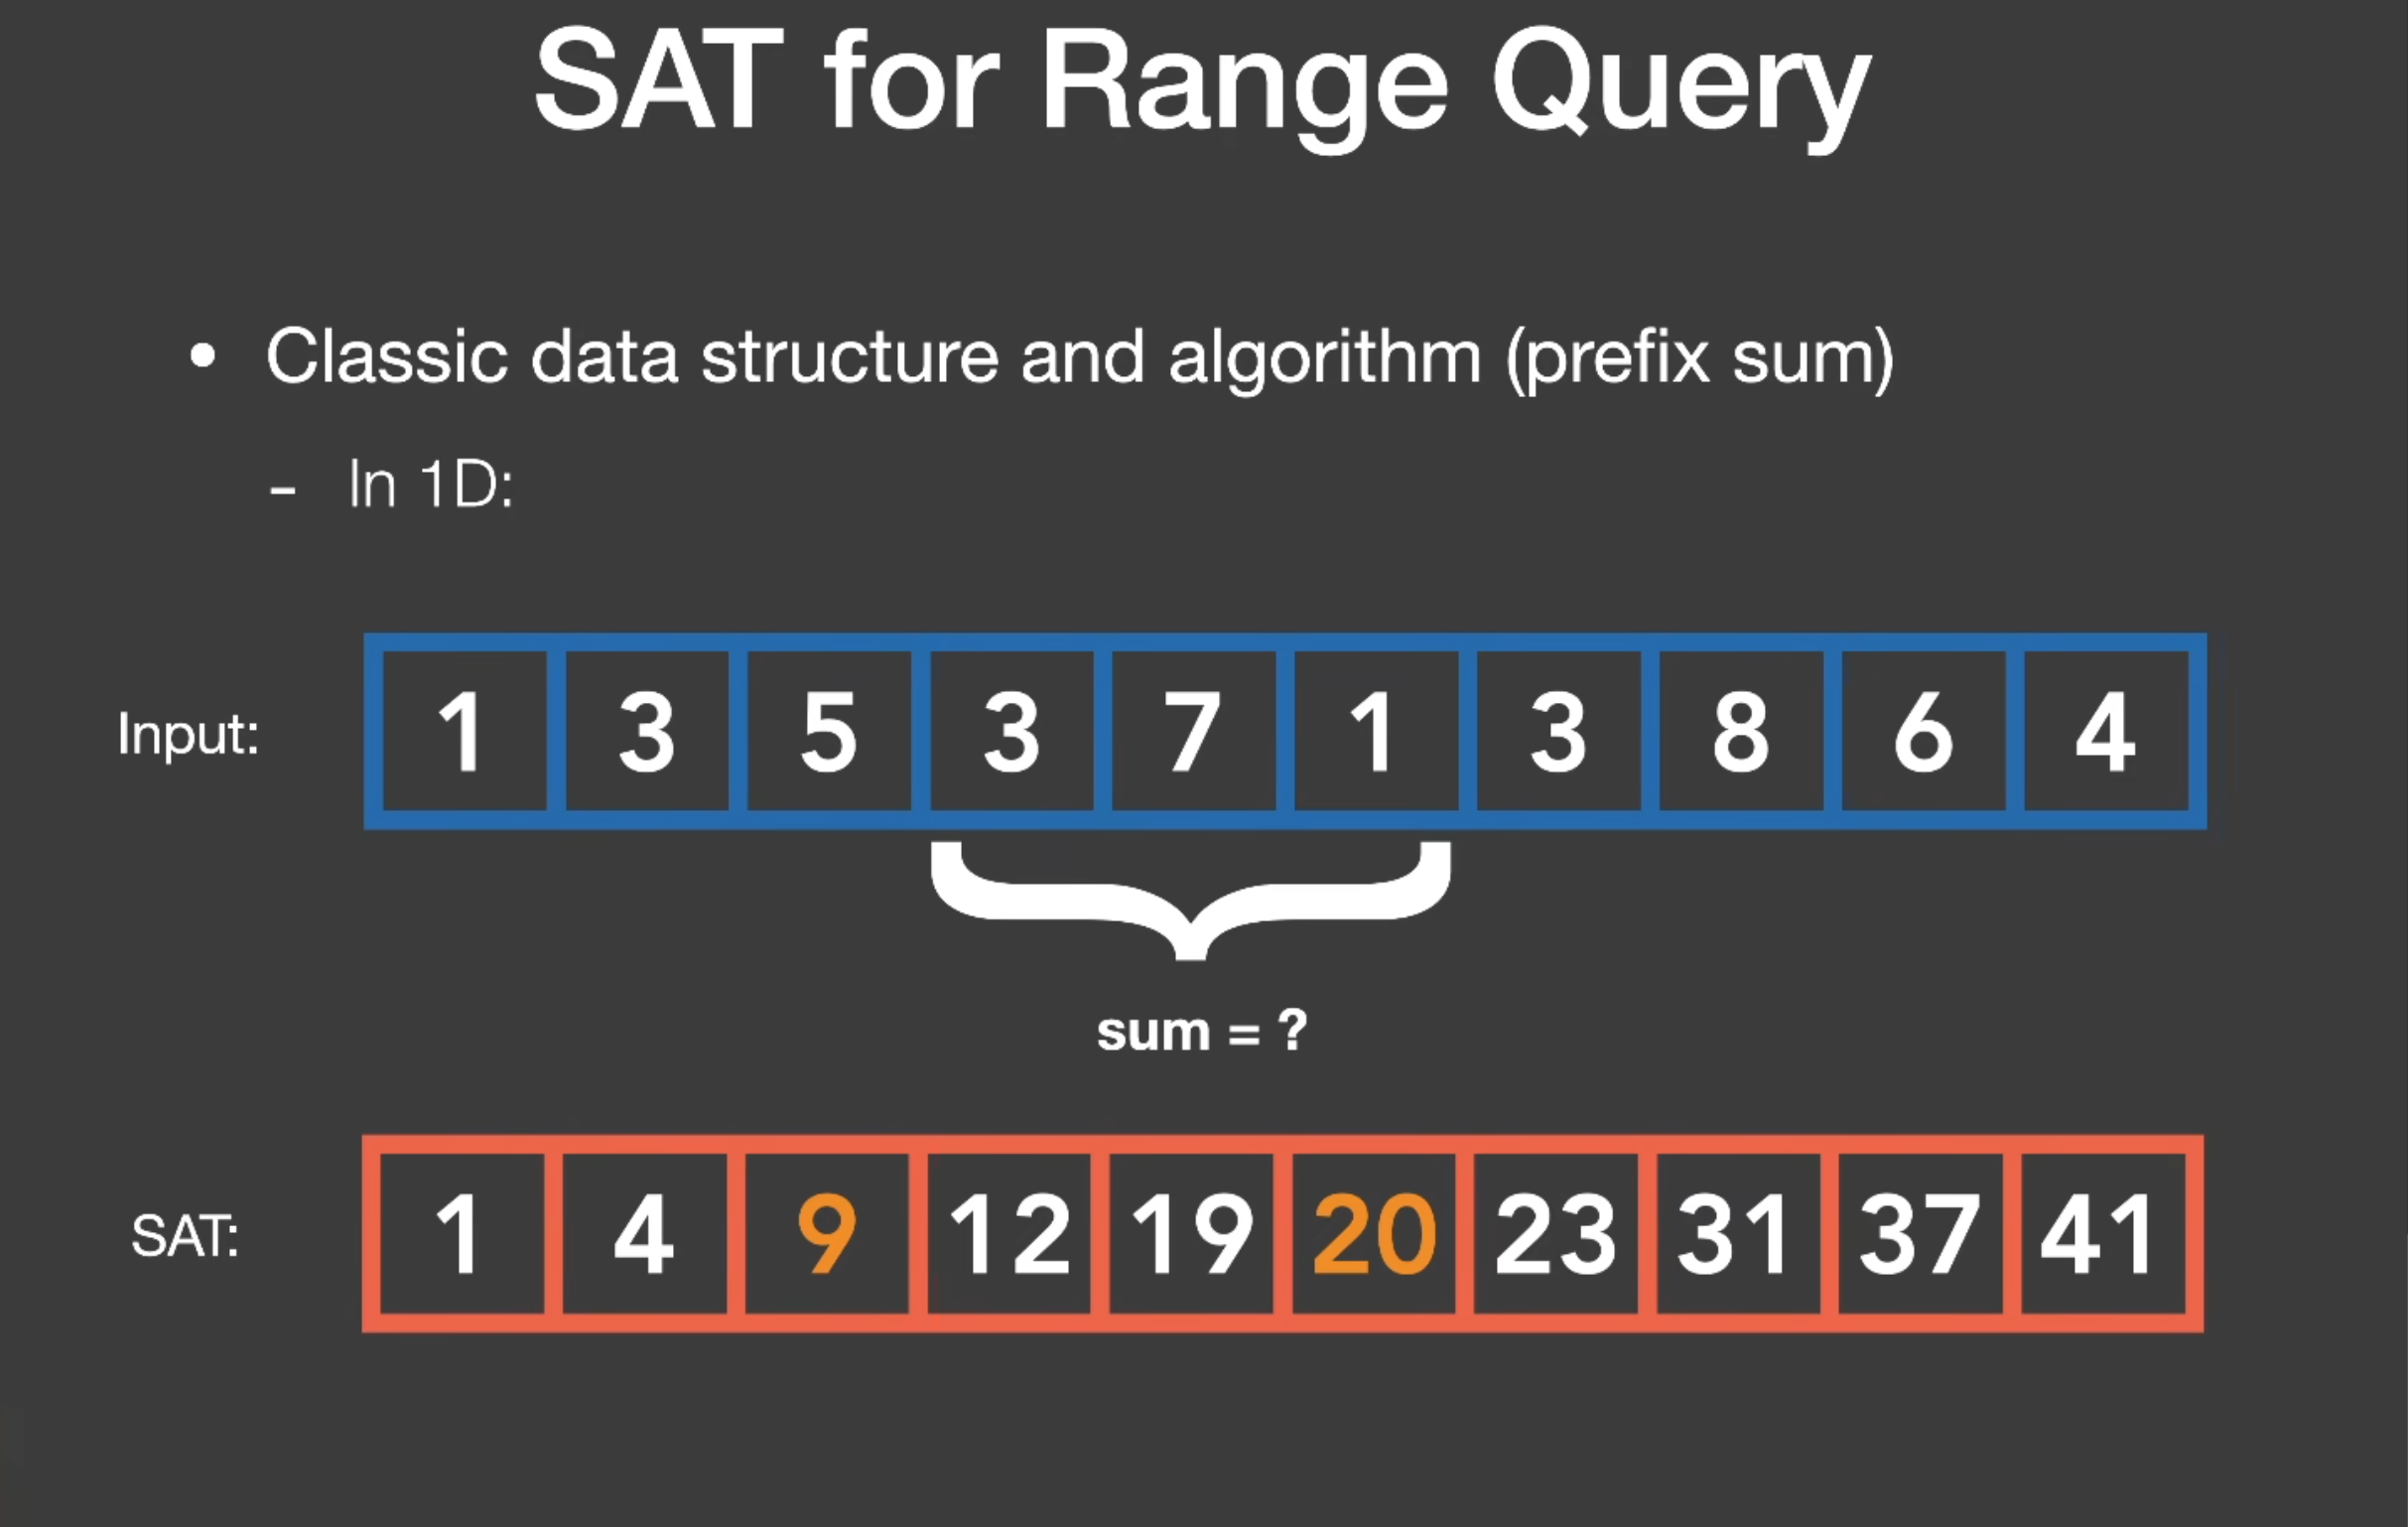 SAT for Range Query
• Classic data structure and algorithm (prefix sum)
- In 1D:
Input: 1 3 5 3 7 1 3 8 6 4
sum = ?
SAT: 1 4 9 12 19 20 23 31 37 41